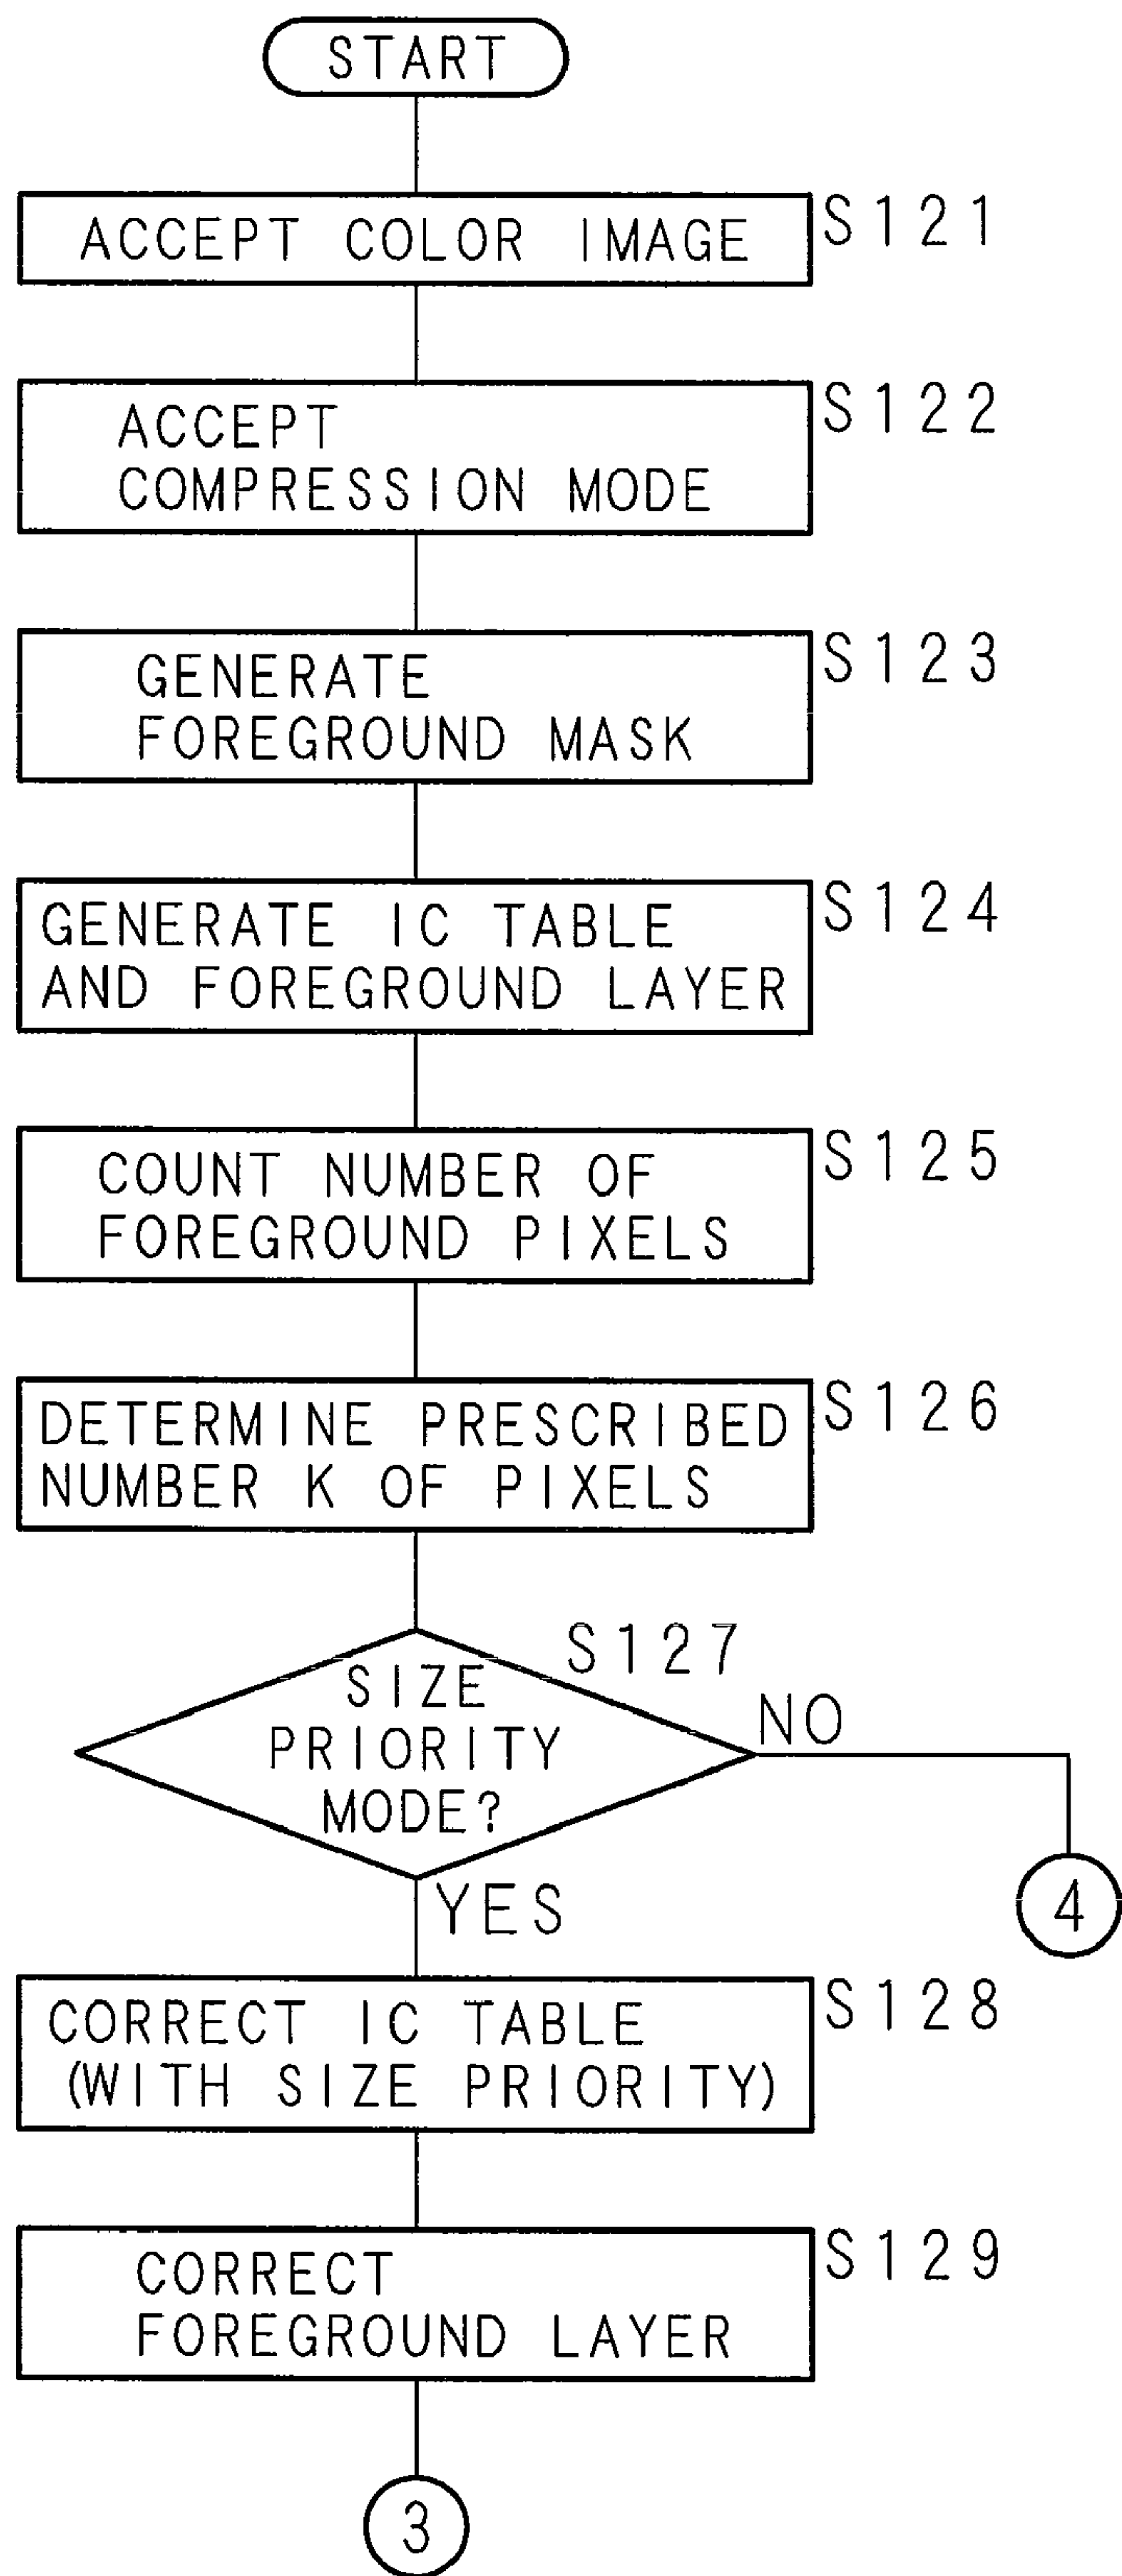 START
ACCEPT COLOR IMAGE
S121
ACCEPT
COMPRESSION MODE
S122
GENERATE
FOREGROUND MASK
S123
GENERATE IC TABLE
AND FOREGROUND LAYER
S124
COUNT NUMBER OF
FOREGROUND PIXELS
S125
DETERMINE PRESCRIBED
NUMBER K OF PIXELS
S126
S127
SIZE
PRIORITY
MODE?
NO
4
YES
CORRECT IC TABLE
(WITH SIZE PRIORITY)
S128
CORRECT
FOREGROUND LAYER
S129
3